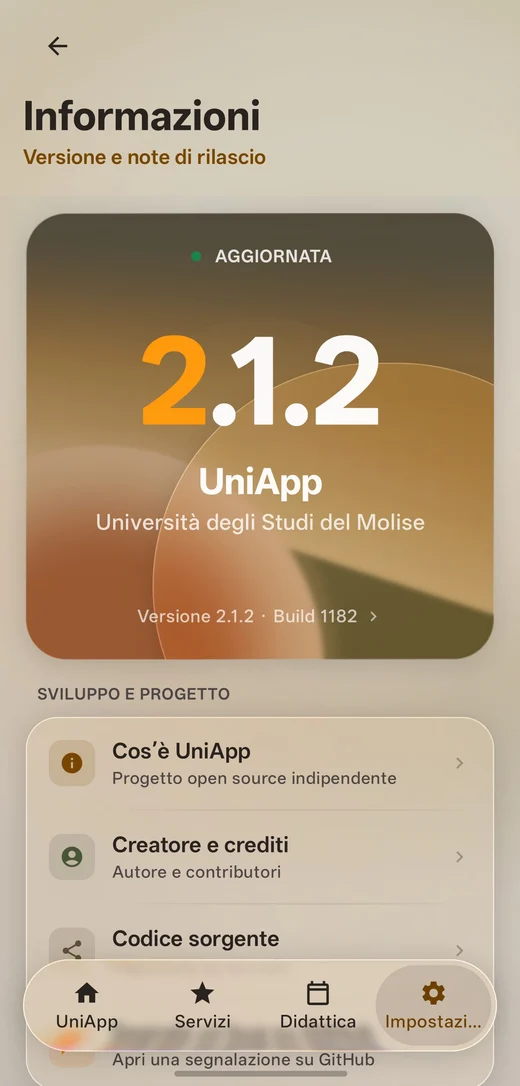 Informazioni
Versione e note di rilascio
AGGIORNATA
2.1.2
UniApp
Università degli Studi del Molise
Versione 2.1.2 · Build 1182
SVILUPPO E PROGETTO
Cos'è UniApp
Progetto open source indipendente
Creatore e crediti
Autore e contributori
Codice sorgente
UniApp
Servizi
Didattica
Impostazi...
Apri una segnalazione su GitHub